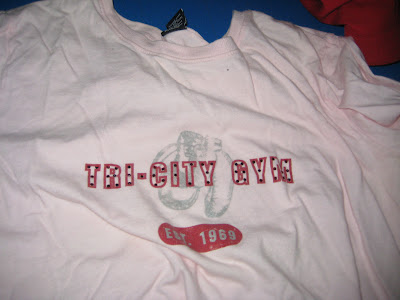 TRI-CITY GYM
EST. 1969